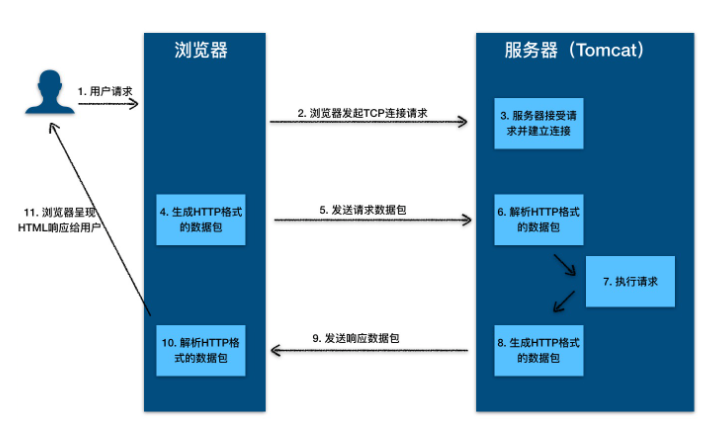 浏览器
服务器（Tomcat）
1. 用户请求
2. 浏览器发起TCP连接请求
3. 服务器接受请
求并建立连接
4. 生成HTTP格式
的数据包
5. 发送请求数据包
6. 解析HTTP格式
的数据包
7. 执行请求
8. 生成HTTP格式
的数据包
9. 发送响应数据包
10. 解析HTTP格
式的数据包
11. 浏览器呈现
HTML响应给用户